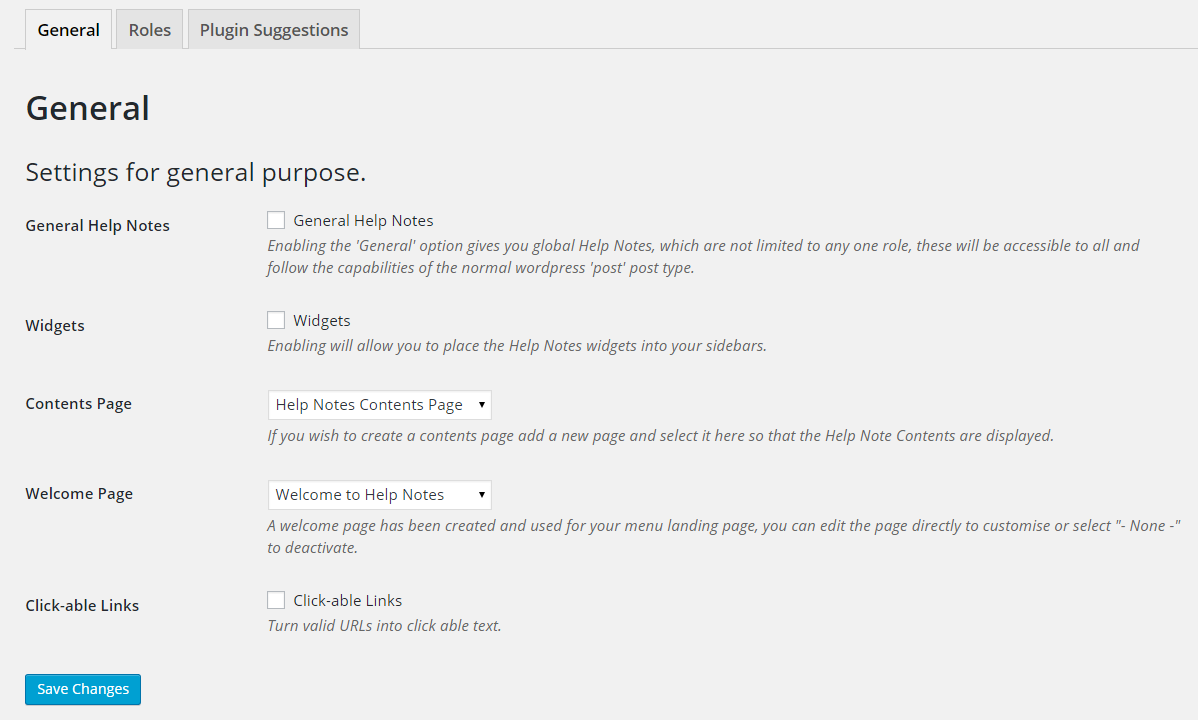 General
Roles
Plugin Suggestions
General
Settings for general purpose.
General Help Notes
General Help Notes
Enabling the 'General' option gives you global Help Notes, which are not limited to any one role, these will be accessible to all and
follow the capabilities of the normal wordpress 'post' post type.
Widgets
Widgets
Enabling will allow you to place the Help Notes widgets into your sidebars.
Contents Page
Help Notes Contents Page
If you wish to create a contents page add a new page and select it here so that the Help Note Contents are displayed.
Welcome Page
Welcome to Help Notes
A welcome page has been created and used for your menu landing page, you can edit the page directly to customise or select "- None -"
to deactivate.
Click-able Links
Click-able Links
Turn valid URLs into click able text.
Save Changes